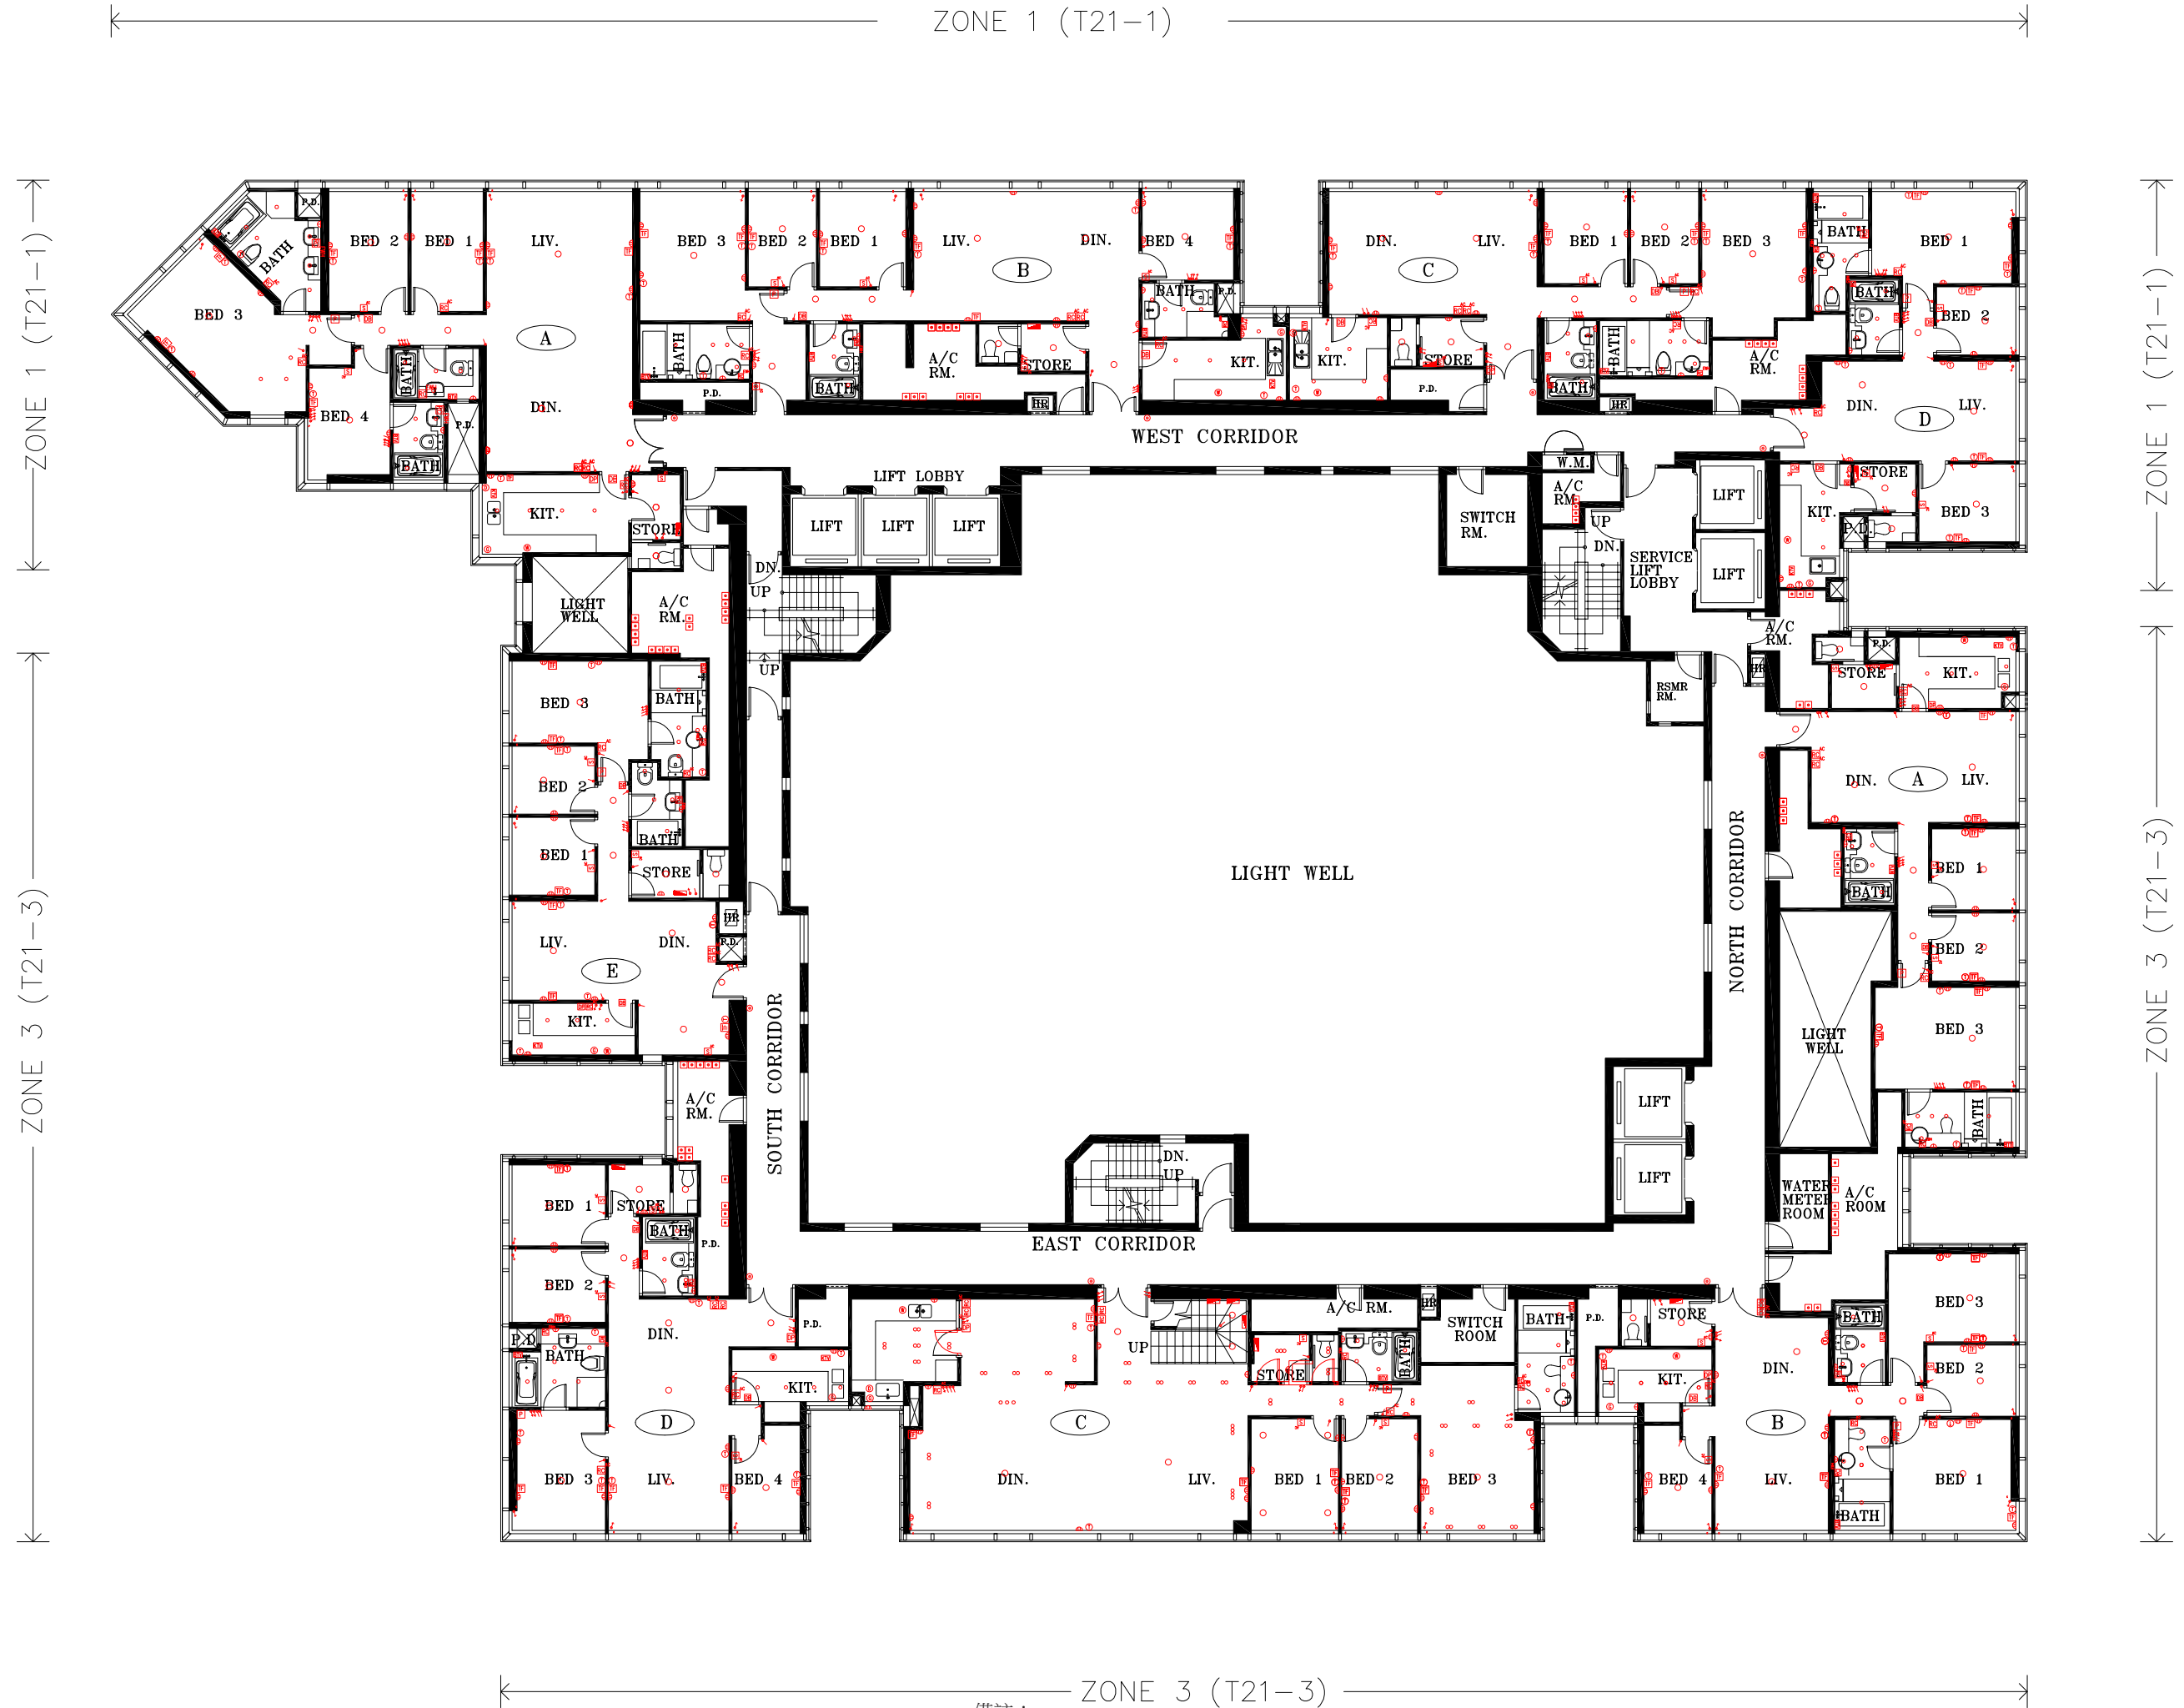 ZONE 1 (T21-1)
ZONE 1 (T21-1)
ZONE 1 (T21-1)
P.D.
BATH
BED 3
BED 2
BED 1
LIV.
A
DIN.
BED 4
BATH
BATH
P.D.
KIT.
STORE
BED 3
BED 2
BED 1
LIV.
B
DIN.
BED 4
BATH
P.D.
BATH
P.D.
BATH
A/C
RM.
STORE
HR
KIT.
DIN.
C
LIV.
BED 1
BED 2
BED 3
KIT.
STORE
P.D.
BATH
BATH
HR
A/C
RM.
BATH
BED 1
BATH
BED 2
DIN.
LIV.
D
STORE
KIT.
P.D.
BED 3
WEST CORRIDOR
LIFT LOBBY
LIFT
LIFT
LIFT
SWITCH
RM.
W.M.
A/C
RM.
UP
DN.
SERVICE
LIFT
LOBBY
LIFT
LIFT
A/C
RM.
HR
RSMR
RM.
DN.
UP
UP
LIGHT
WELL
A/C
RM.
ZONE 3 (T21-3)
ZONE 3 (T21-3)
BED 3
BATH
BED 2
BATH
BED 1
STORE
HR
P.D.
LIV.
DIN.
E
KIT.
A/C
RM.
SOUTH CORRIDOR
LIGHT WELL
NORTH CORRIDOR
P.D.
STORE
KIT.
DIN.
A
LIV.
BED 1
BATH
BED 2
BED 3
LIGHT
WELL
BATH
LIFT
LIFT
WATER
METER
ROOM
A/C
ROOM
DN.
UP
EAST CORRIDOR
BED 1
STORE
BATH
P.D.
BED 2
DIN.
P.D.
P.D
BATH
KIT.
D
BED 3
LIV.
BED 4
UP
C
DIN.
LIV.
STORE
BATH
A/C RM.
HR
SWITCH
ROOM
BED 1
BED 2
BED 3
BATH
P.D.
STORE
KIT.
DIN.
B
BED 4
LIV.
BATH
BED 3
BED 2
BED 1
BATH
ZONE 3 (T21-3)